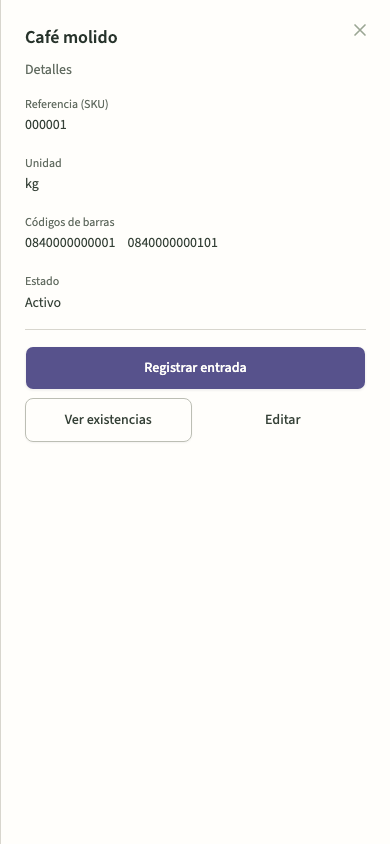 Café molido
Detalles
Referencia (SKU)
000001
Unidad
kg
Códigos de barras
0840000000001 0840000000101
Estado
Activo
Registrar entrada
Ver existencias Editar